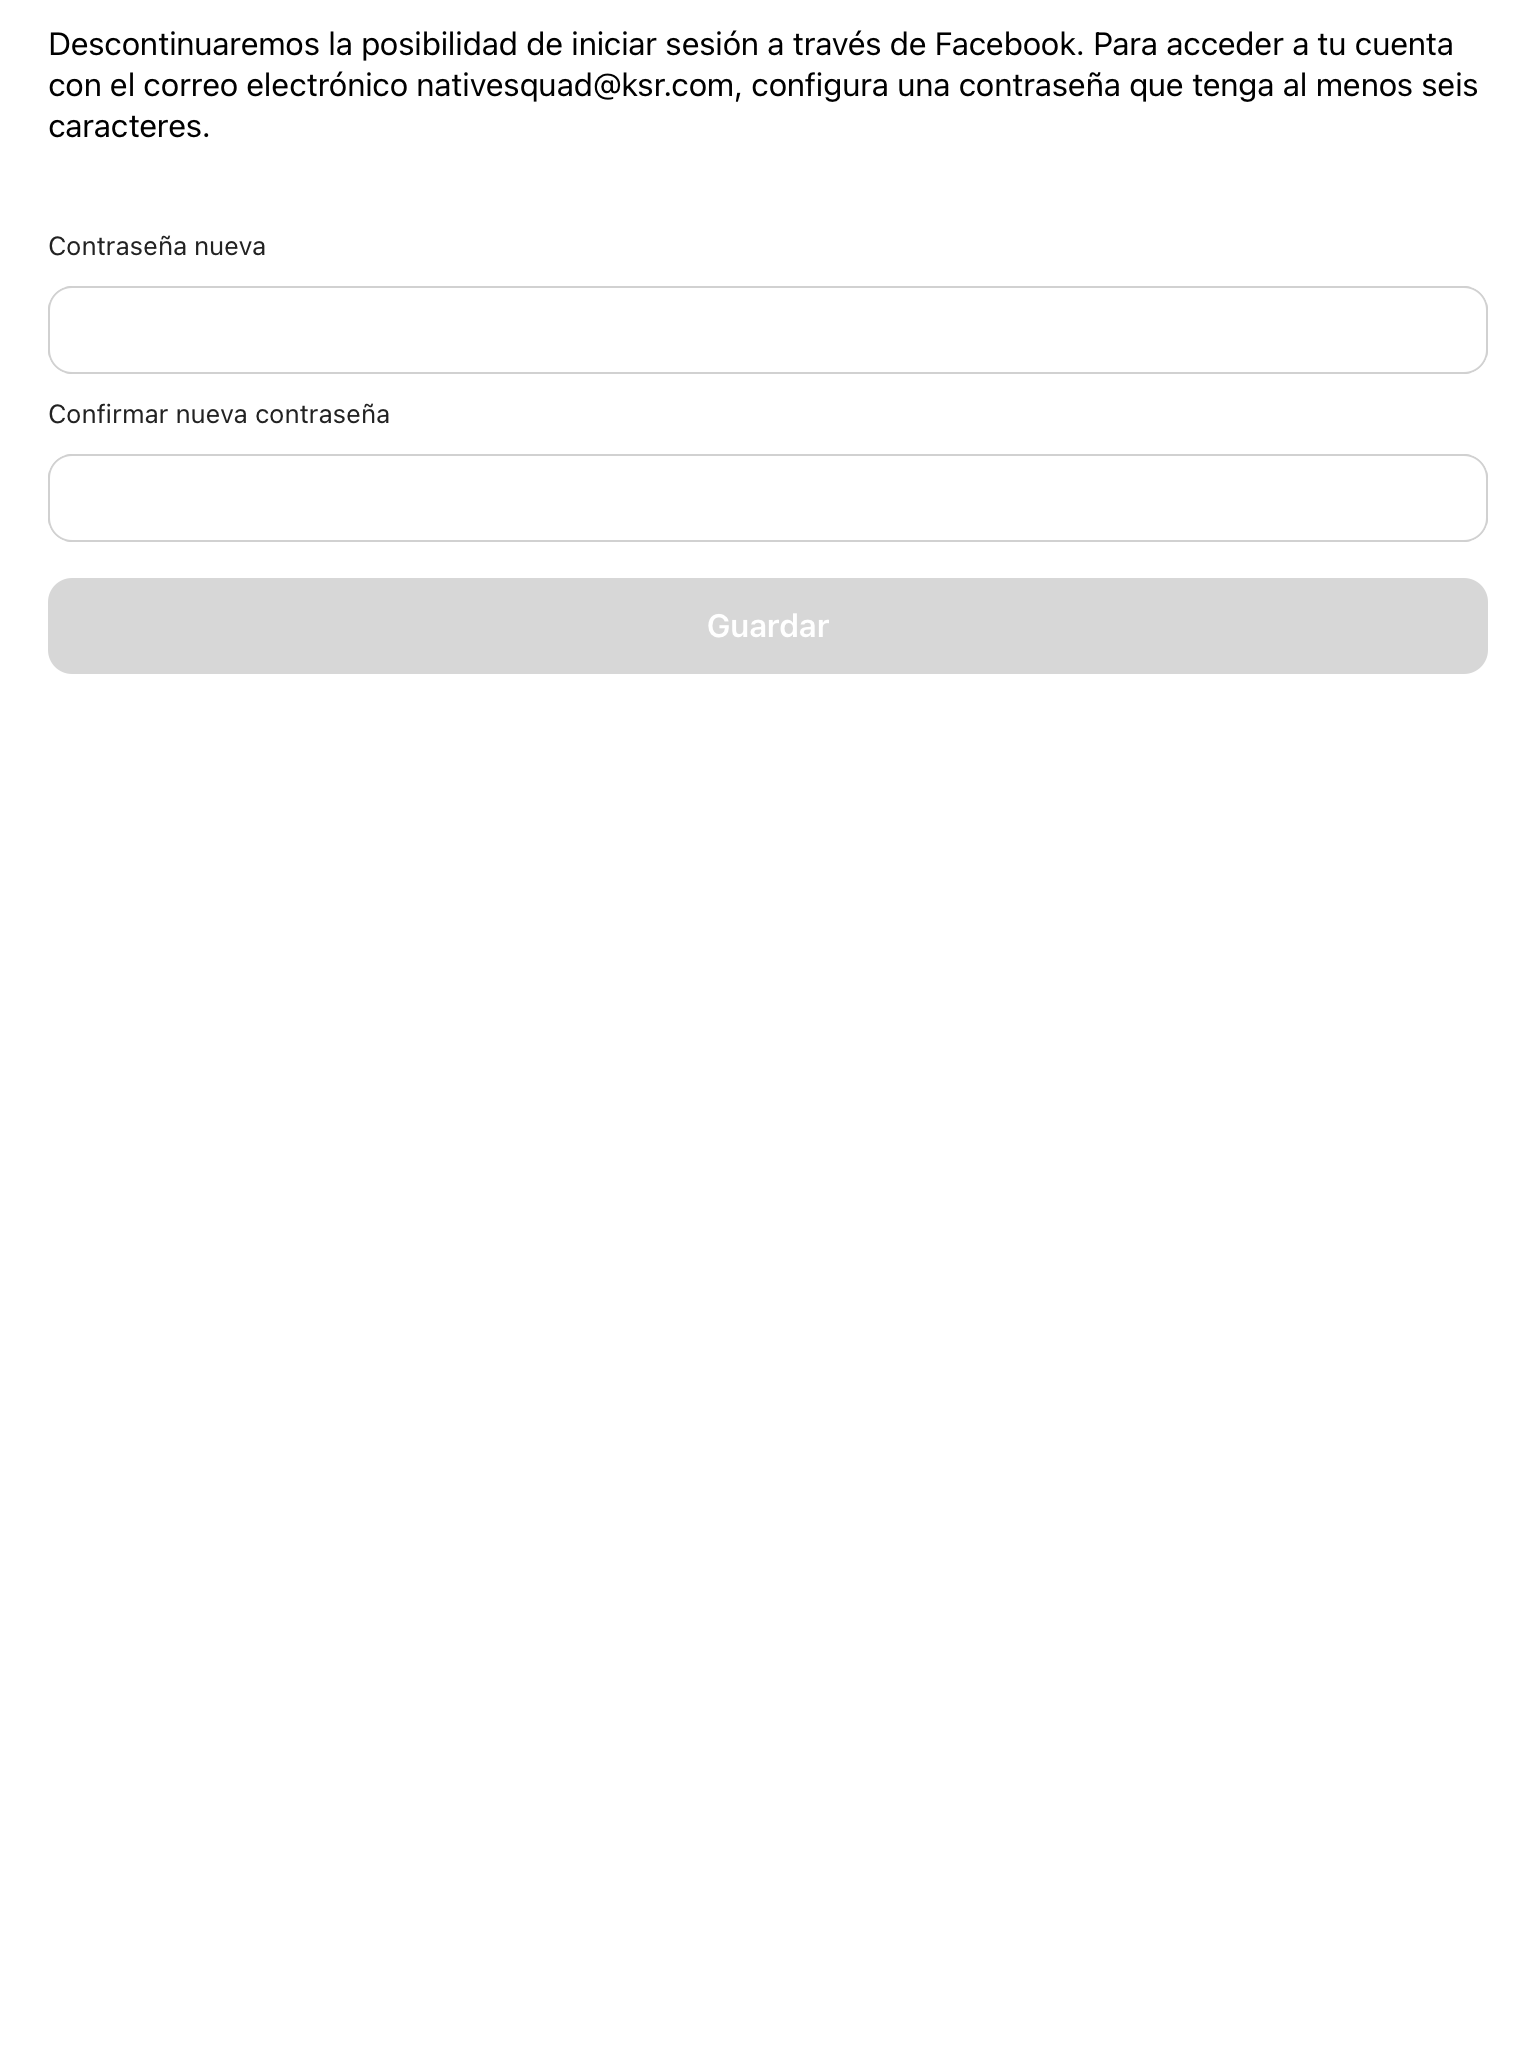 Descontinuaremos la posibilidad de iniciar sesión a través de Facebook. Para acceder a tu cuenta
con el correo electrónico nativesquad@ksr.com, configura una contraseña que tenga al menos seis
caracteres.
Contraseña nueva
Confirmar nueva contraseña
Guardar